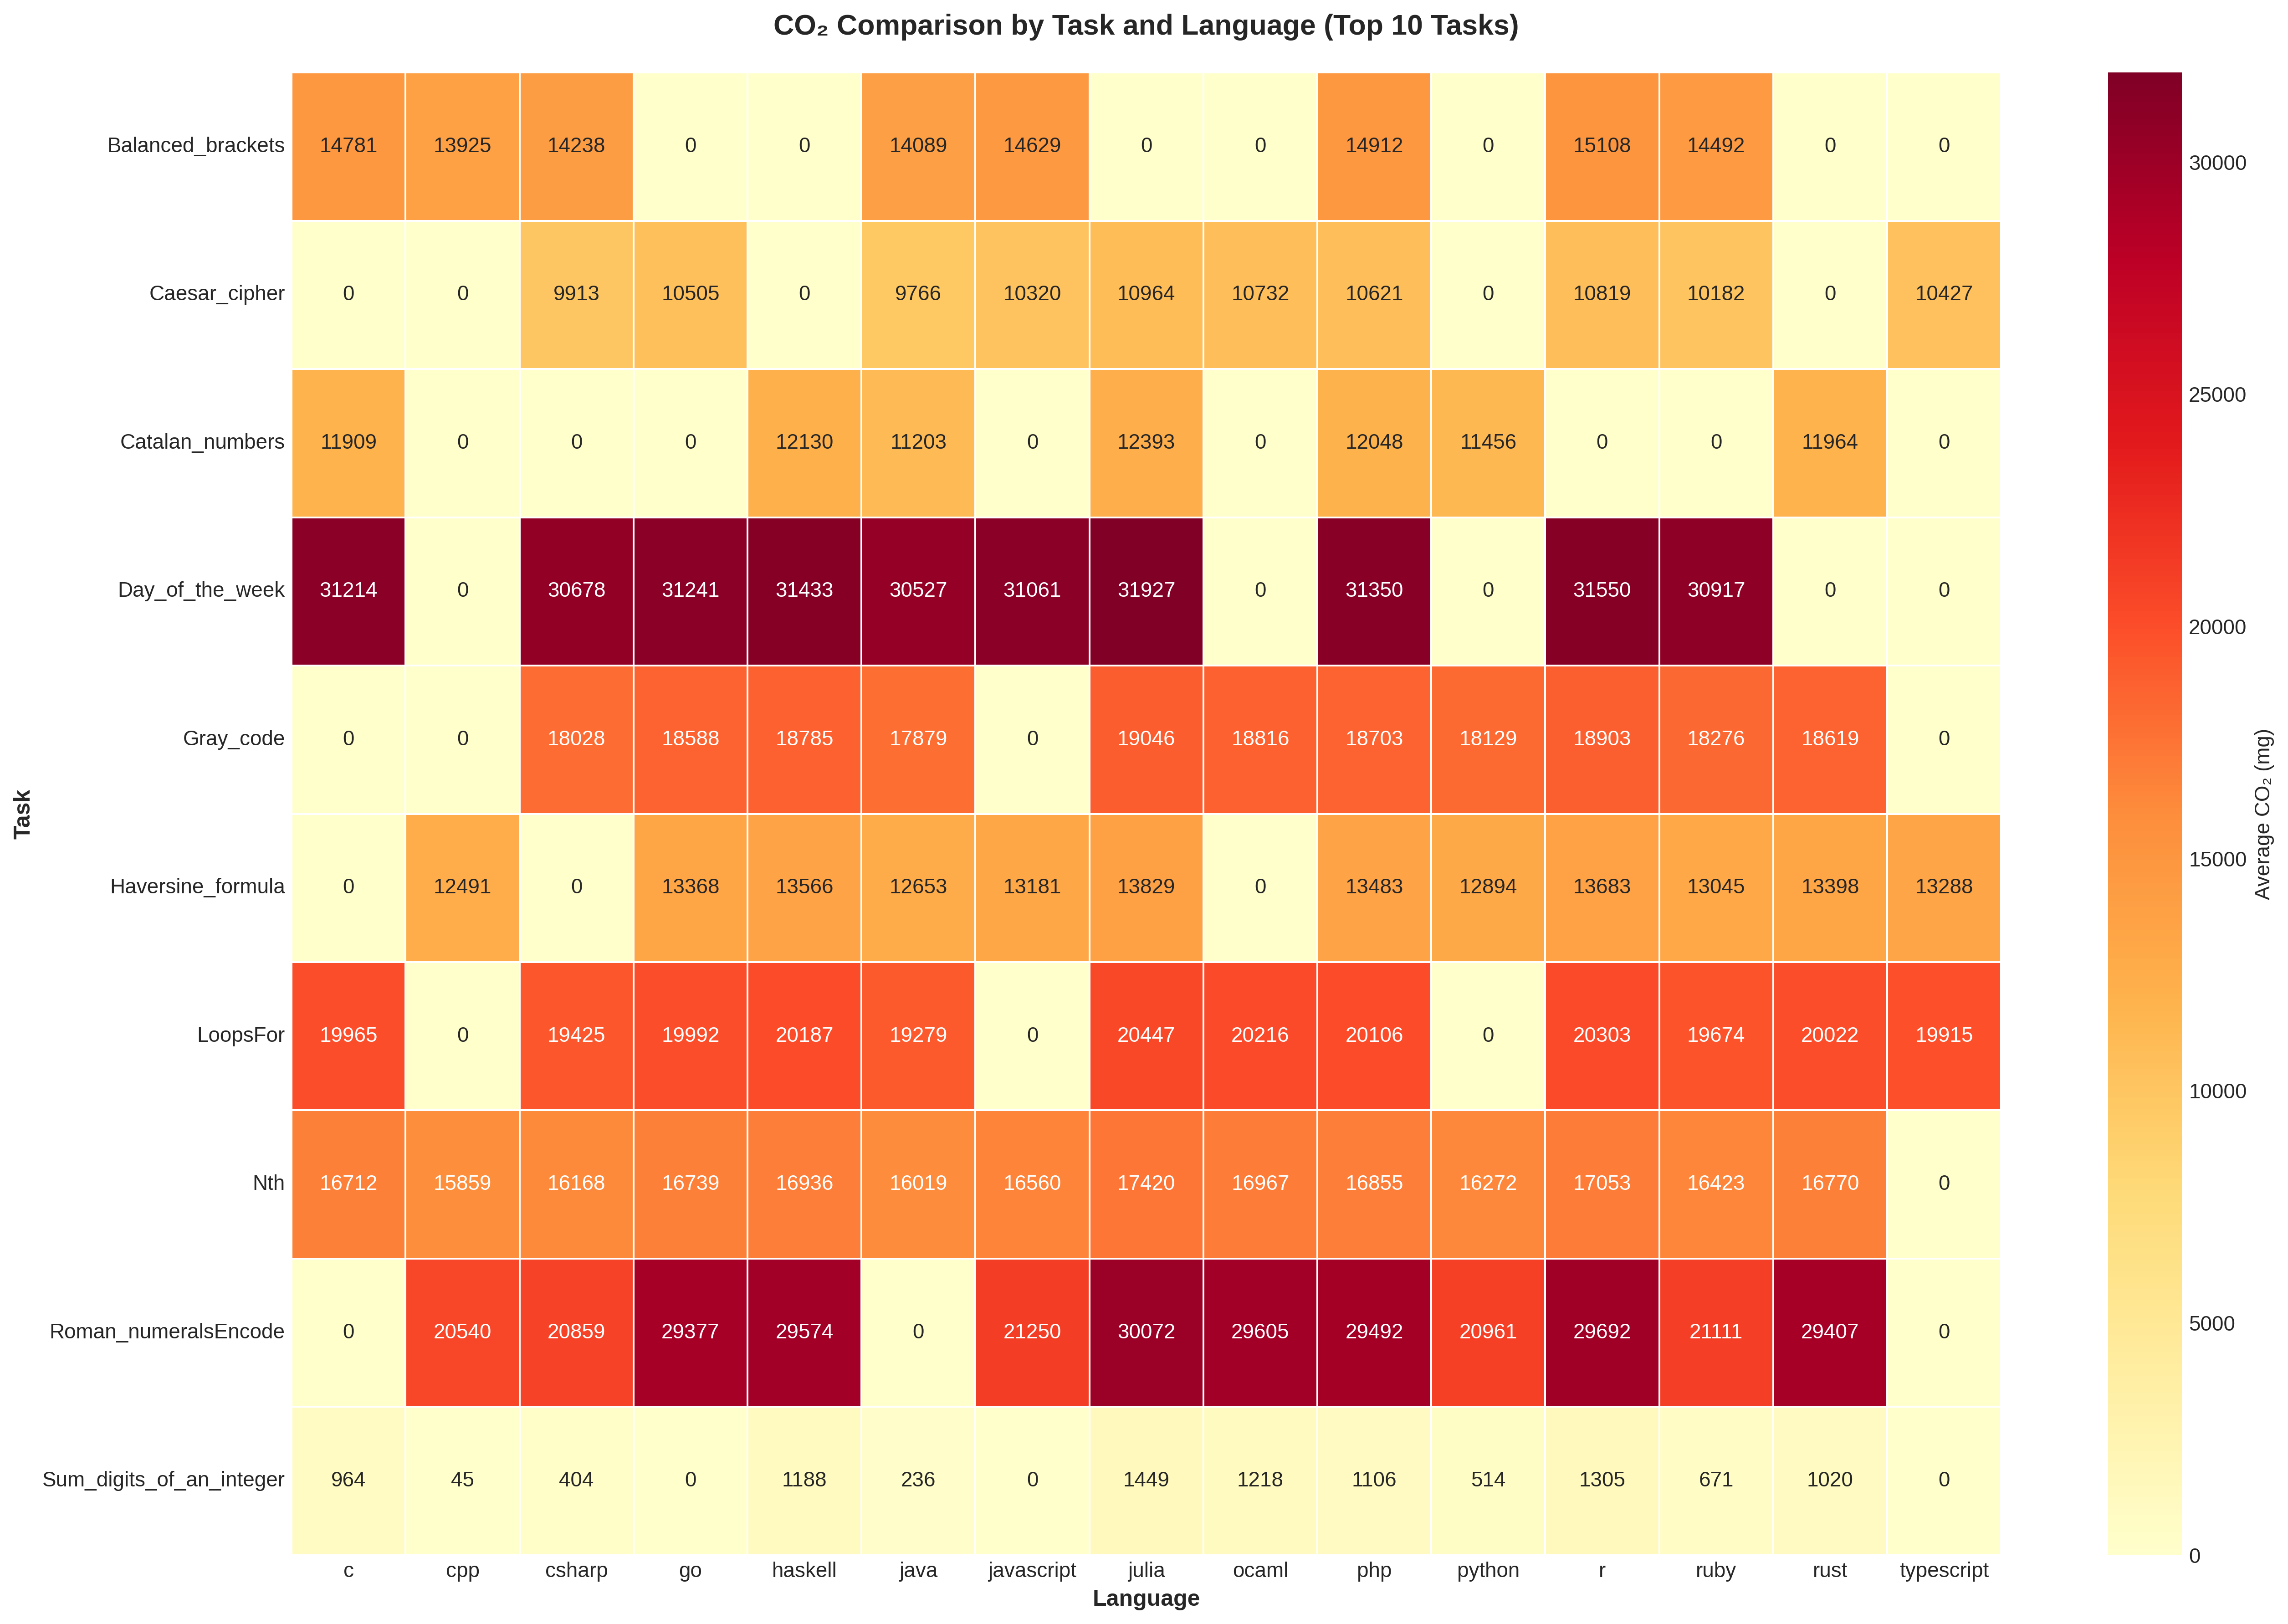 CO₂ Comparison by Task and Language (Top 10 Tasks)
Balanced_brackets 14781 13925 14238 0 0 14089 14629 0 0 14912 0 15108 14492 0 0
Caesar_cipher 0 0 9913 10505 0 9766 10320 10964 10732 10621 0 10819 10182 0 10427
Catalan_numbers 11909 0 0 0 12130 11203 0 12393 0 12048 11456 0 0 11964 0
Day_of_the_week 31214 0 30678 31241 31433 30527 31061 31927 0 31350 0 31550 30917 0 0
Gray_code 0 0 18028 18588 18785 17879 0 19046 18816 18703 18129 18903 18276 18619 0
Haversine_formula 0 12491 0 13368 13566 12653 13181 13829 0 13483 12894 13683 13045 13398 13288
LoopsFor 19965 0 19425 19992 20187 19279 0 20447 20216 20106 0 20303 19674 20022 19915
Nth 16712 15859 16168 16739 16936 16019 16560 17420 16967 16855 16272 17053 16423 16770 0
Roman_numeralsEncode 0 20540 20859 29377 29574 0 21250 30072 29605 29492 20961 29692 21111 29407 0
Sum_digits_of_an_integer 964 45 404 0 1188 236 0 1449 1218 1106 514 1305 671 1020 0
c cpp csharp go haskell java javascript julia ocaml php python r ruby rust typescript
Language
Task
30000
25000
20000
15000
10000
5000
0
Average CO₂ (mg)